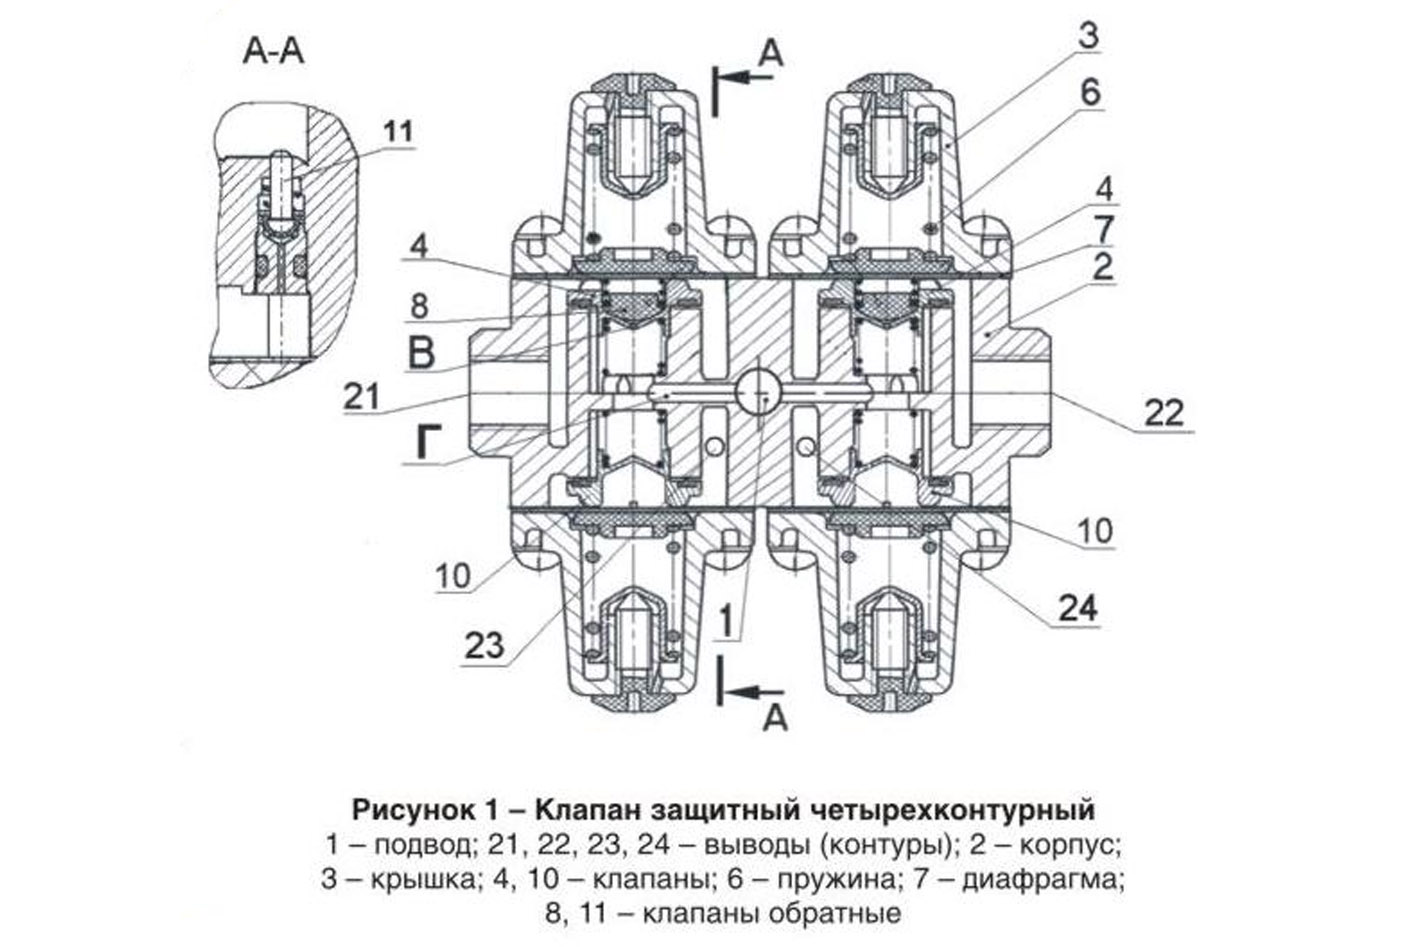 А-А
А
3
6
11
4
4
7
2
8
В
21
22
Г
10
10
24
23
1
А
Рисунок 1 – Клапан защитный четырехконтурный
1 – подвод; 21, 22, 23, 24 – выводы (контуры); 2 – корпус;
3 – крышка; 4, 10 – клапаны; 6 – пружина; 7 – диафрагма;
8, 11 – клапаны обратные